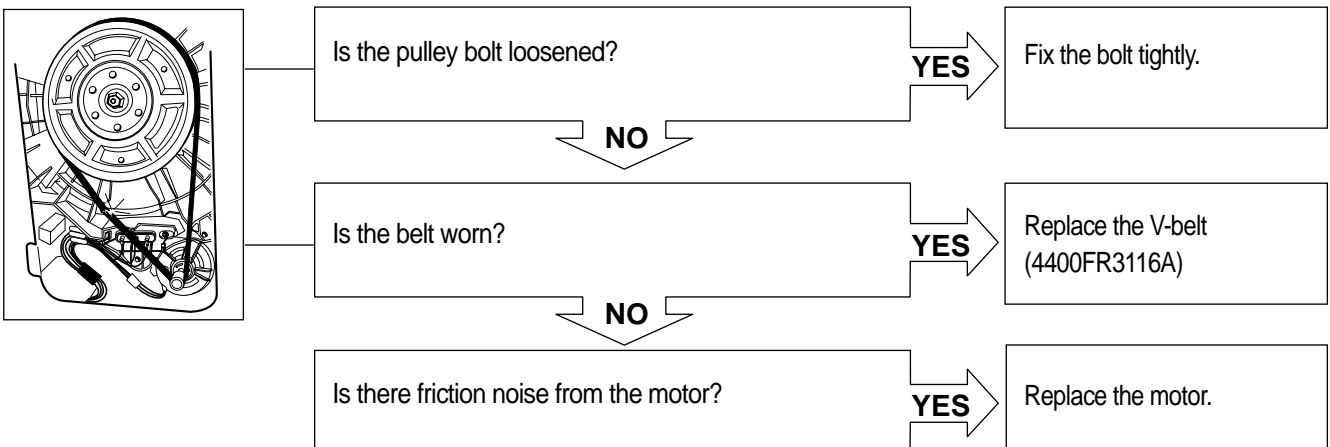 Is the pulley bolt loosened?
YES
Fix the bolt tightly.
NO
Is the belt worn?
YES
Replace the V-belt
(4400FR3116A)
NO
Is there friction noise from the motor?
YES
Replace the motor.